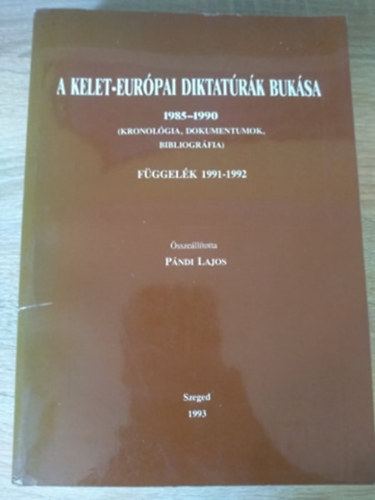 A KELET-EURÓPAI DIKTATÚRÁK BUKÁSA
1985-1990
(KRONOLÓGIA, DOKUMENTUMOK,
BIBLIOGRÁFIA)
FÜGGELÉK 1991-1992
Összeállította
PÁNDI LAJOS
Szeged
1993